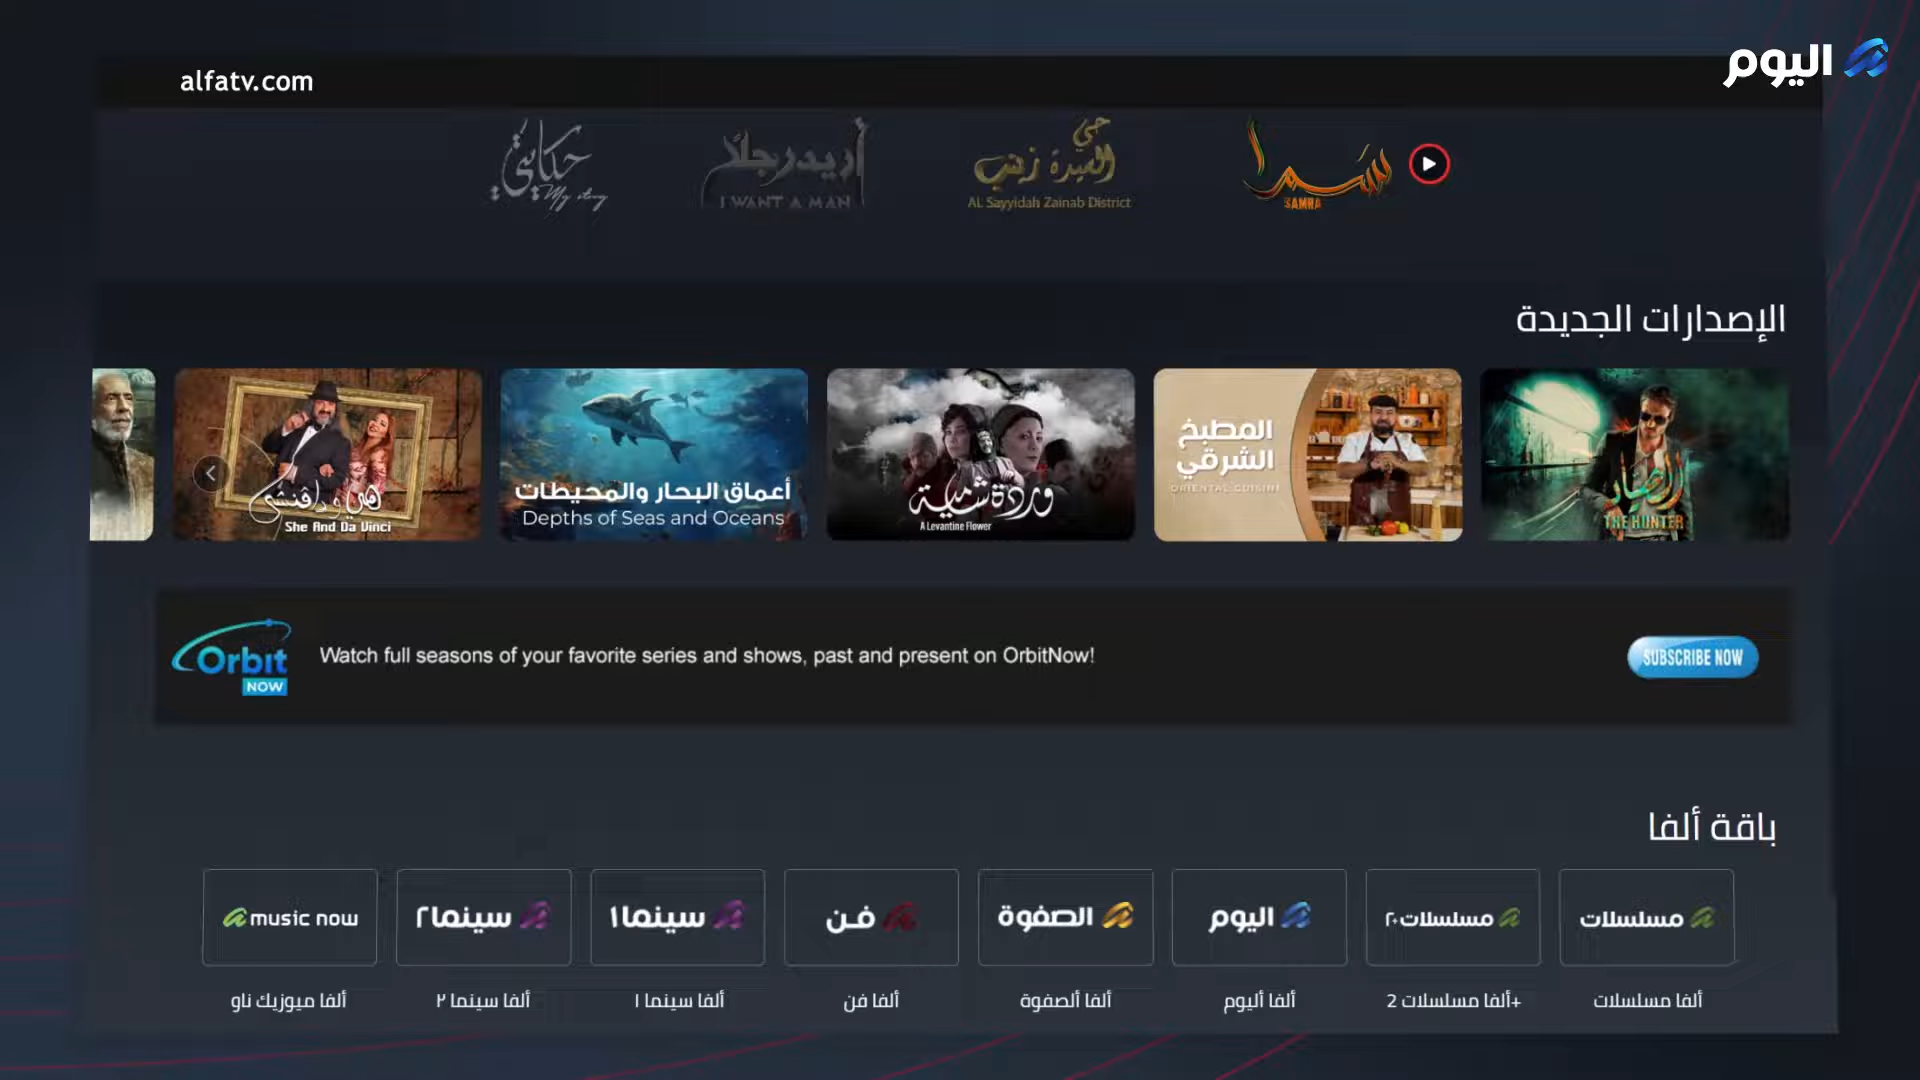 اليوم
alfatv.com
سمرا
SAMRA
حي
السيدة زينب
AL Sayyidah Zainab District
أريد رجلاً
I WANT A MAN
حكايتي
My story
الإصدارات الجديدة
الصياد
THE HUNTER
المطبخ
الشرقي
ORIENTAL CUISINE
وردة شامية
A Levantine Flower
أعماق البحار والمحيطات
Depths of Seas and Oceans
هي ودافنشي
She And Da Vinci
Orbit
NOW
Watch full seasons of your favorite series and shows, past and present on OrbitNow!
SUBSCRIBE NOW
باقة ألفا
مسلسلات
مسلسلات+٢
اليوم
الصفوة
فن
سينما١
سينما٢
music now
ألفا مسلسلات
ألفا مسلسلات 2+
ألفا أليوم
ألفا ألصفوة
ألفا فن
ألفا سينما ١
ألفا سينما ٢
ألفا ميوزيك ناو